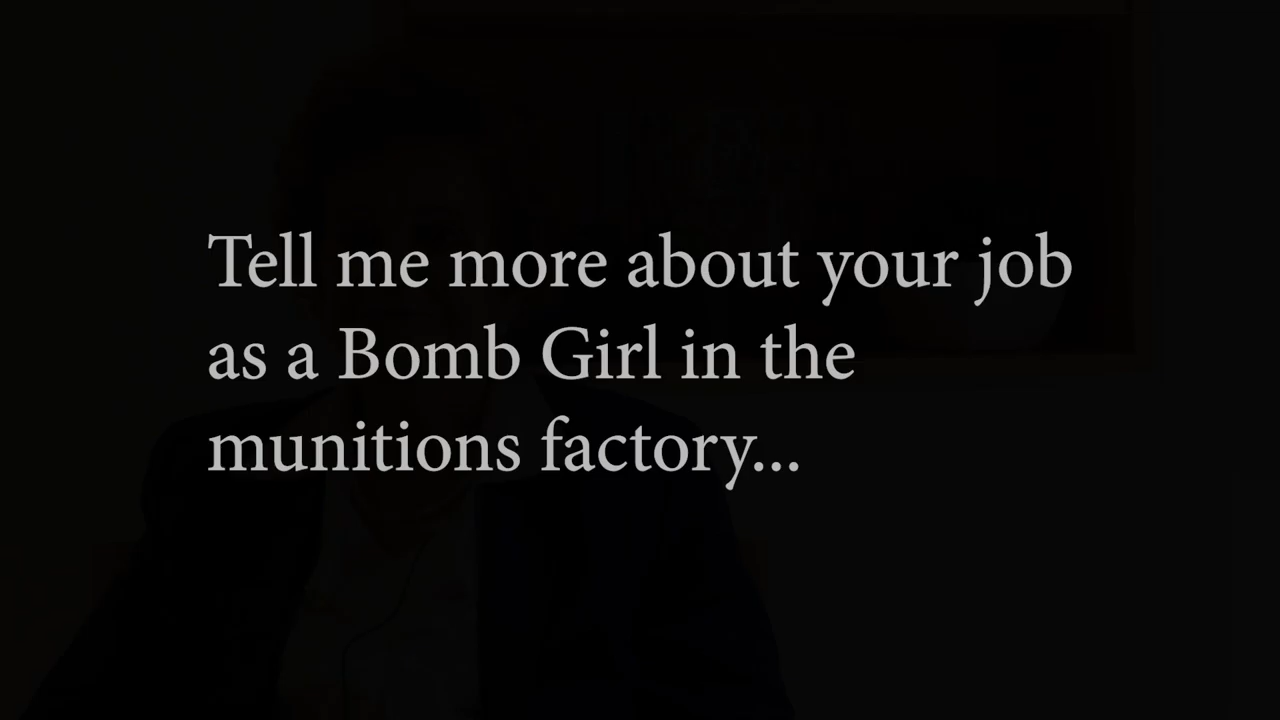 Tell me more about your job
as a Bomb Girl in the
munitions factory...